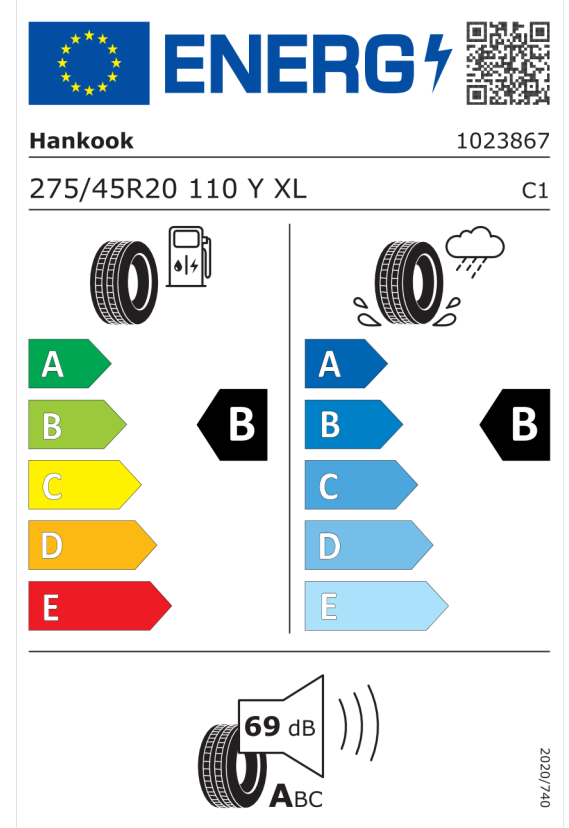 ENERG
Hankook 1023867
275/45R20 110 Y XL C1
A A
B B B B
C C
D D
E E
69 dB
ABC
2020/740